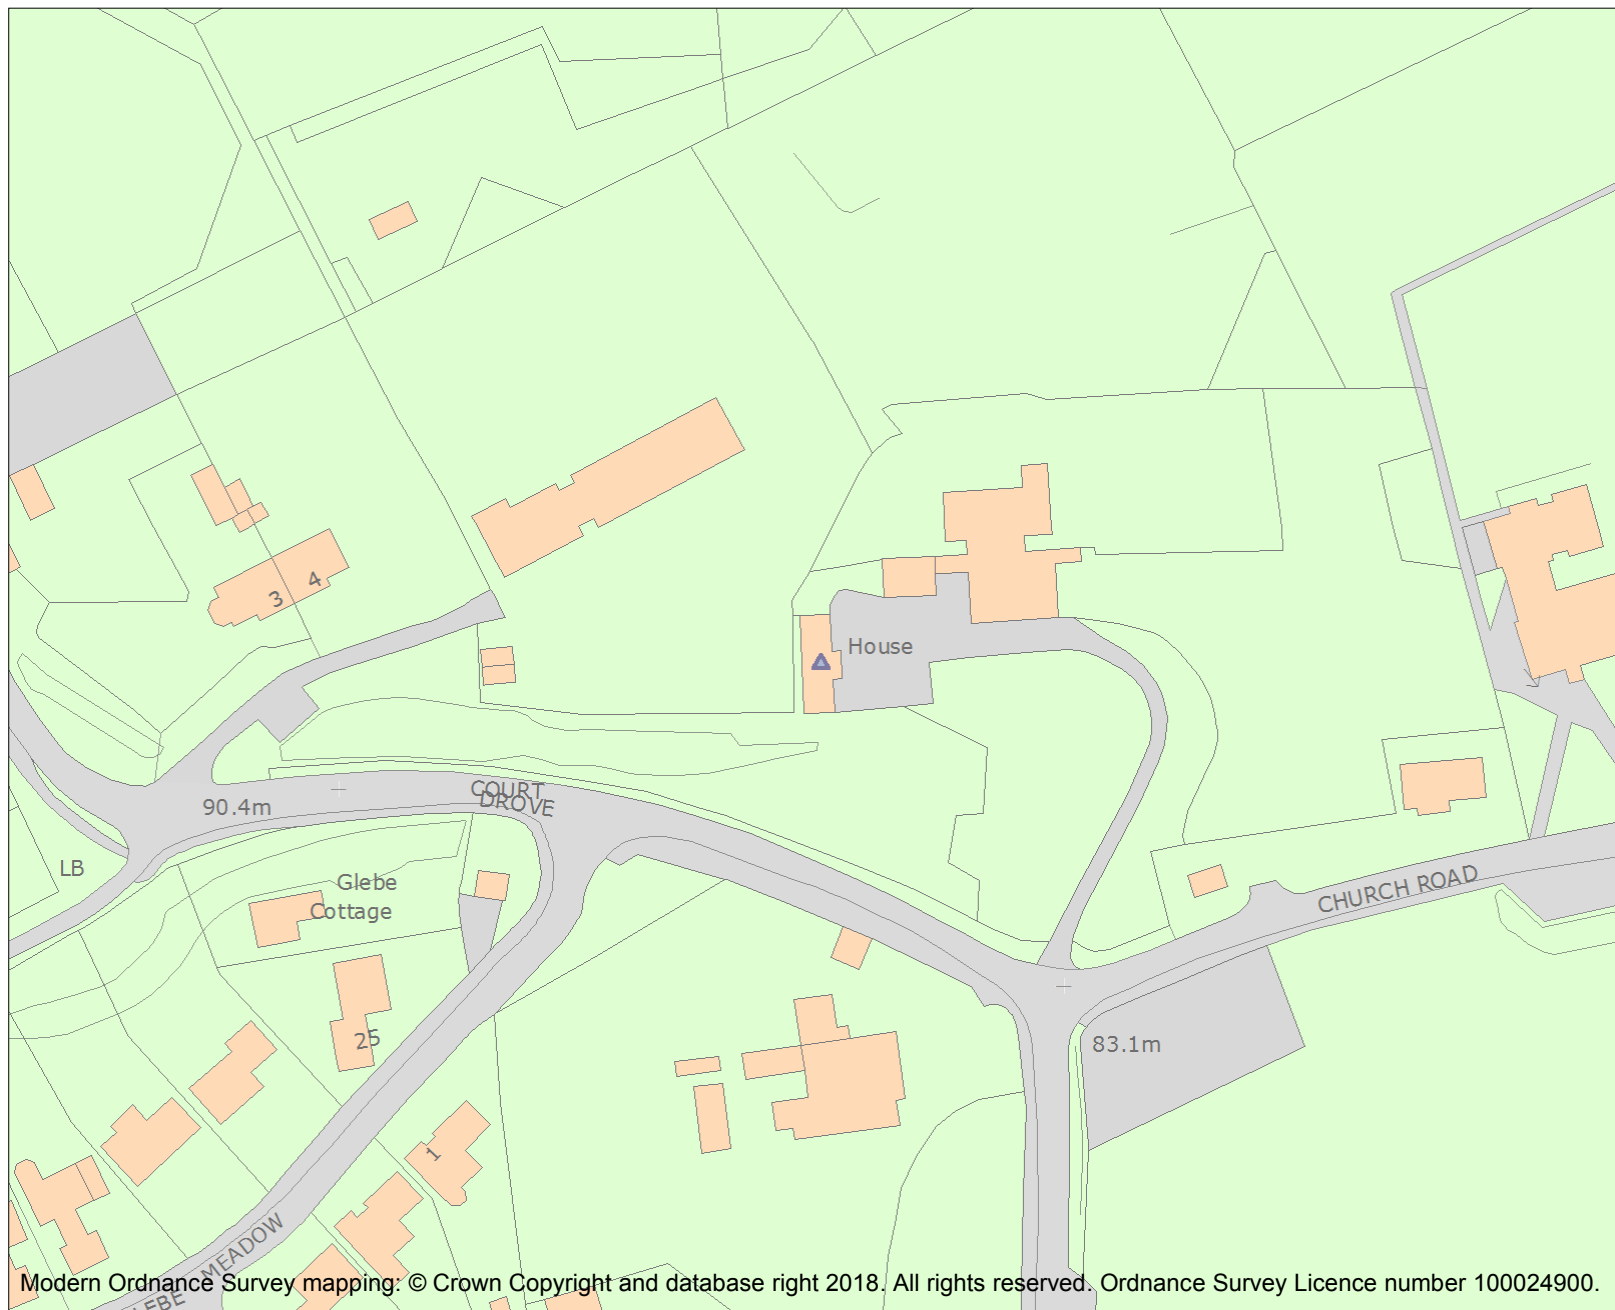 4
3
House
COURT
DROVE
90.4m
LB
Glebe
Cottage
CHURCH ROAD
25
83.1m
1
MEADOW
Modern Ordnance Survey mapping: © Crown Copyright and database right 2018. All rights reserved. Ordnance Survey Licence number 100024900.